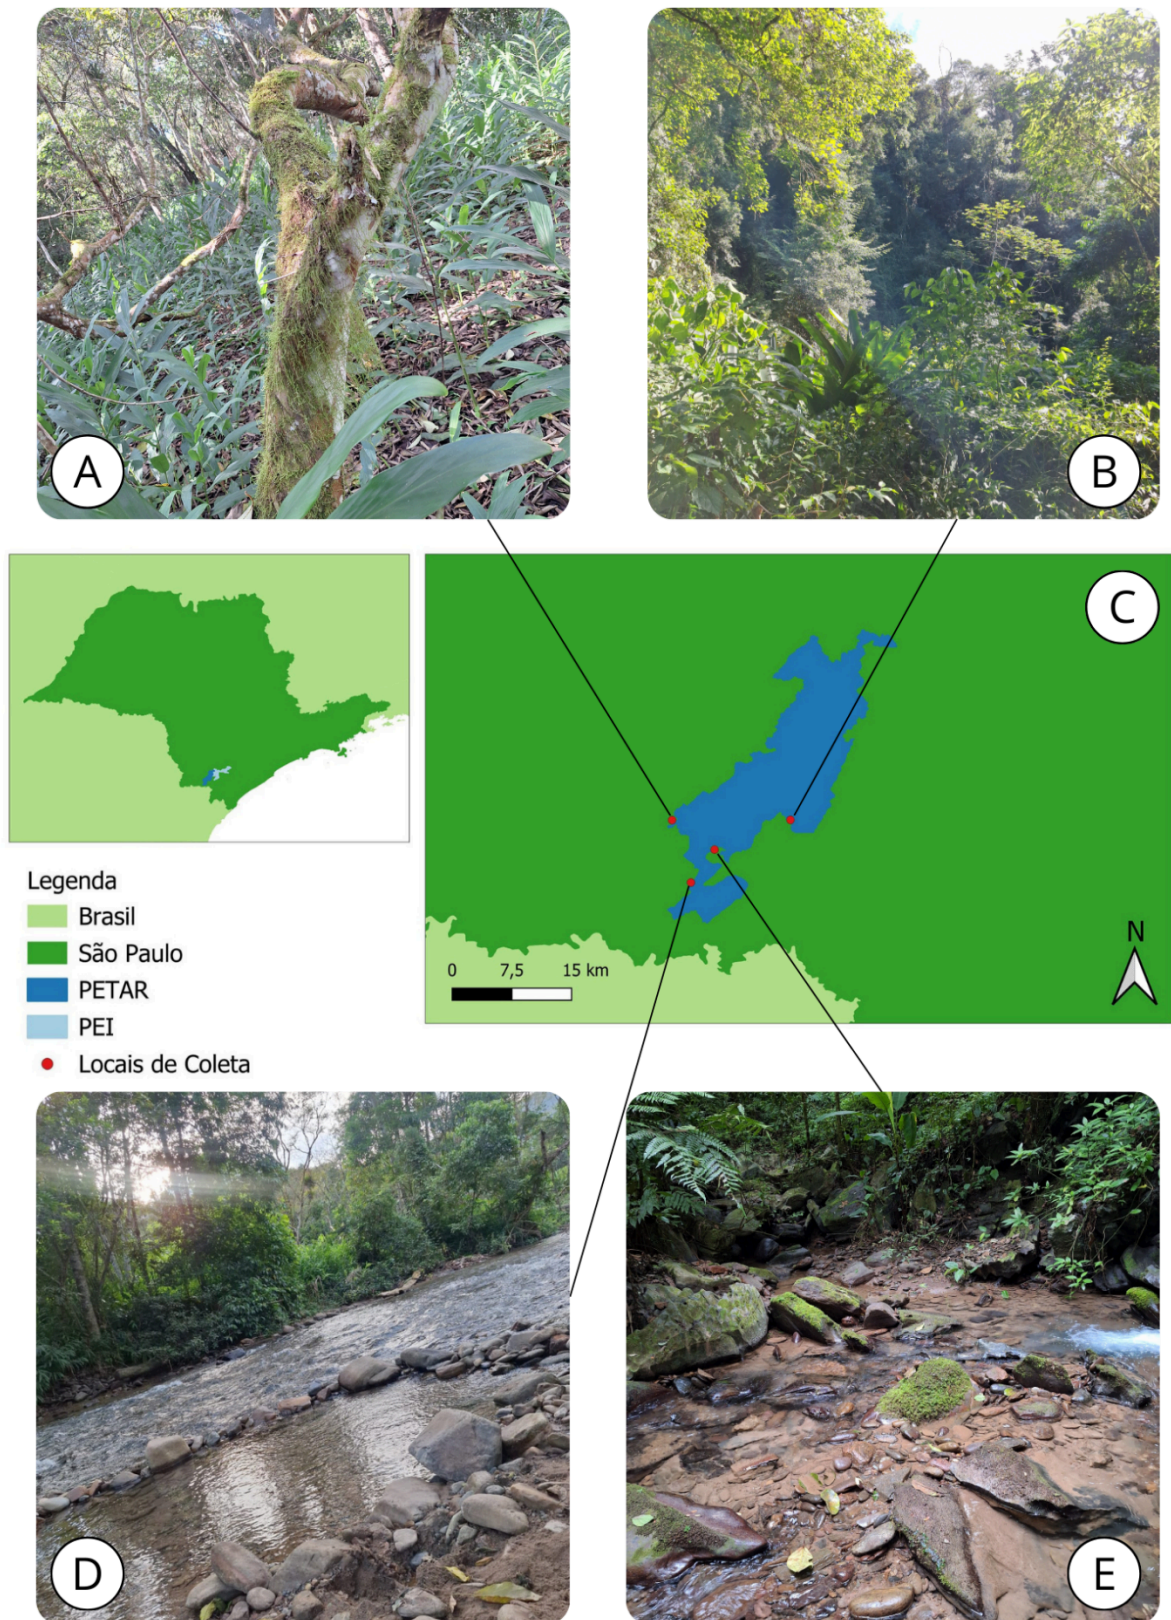 A
B
C
Legenda
Brasil
São Paulo
PETAR
PEI
Locais de Coleta
0 7,5 15 km
N
D
E